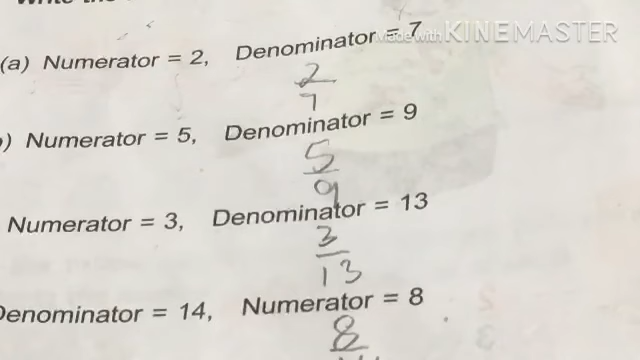 Made with KINEMASTER
(a) Numerator = 2, Denominator = 7
2
7
) Numerator = 5, Denominator = 9
5
9
Numerator = 3, Denominator = 13
3
13
Denominator = 14, Numerator = 8
8